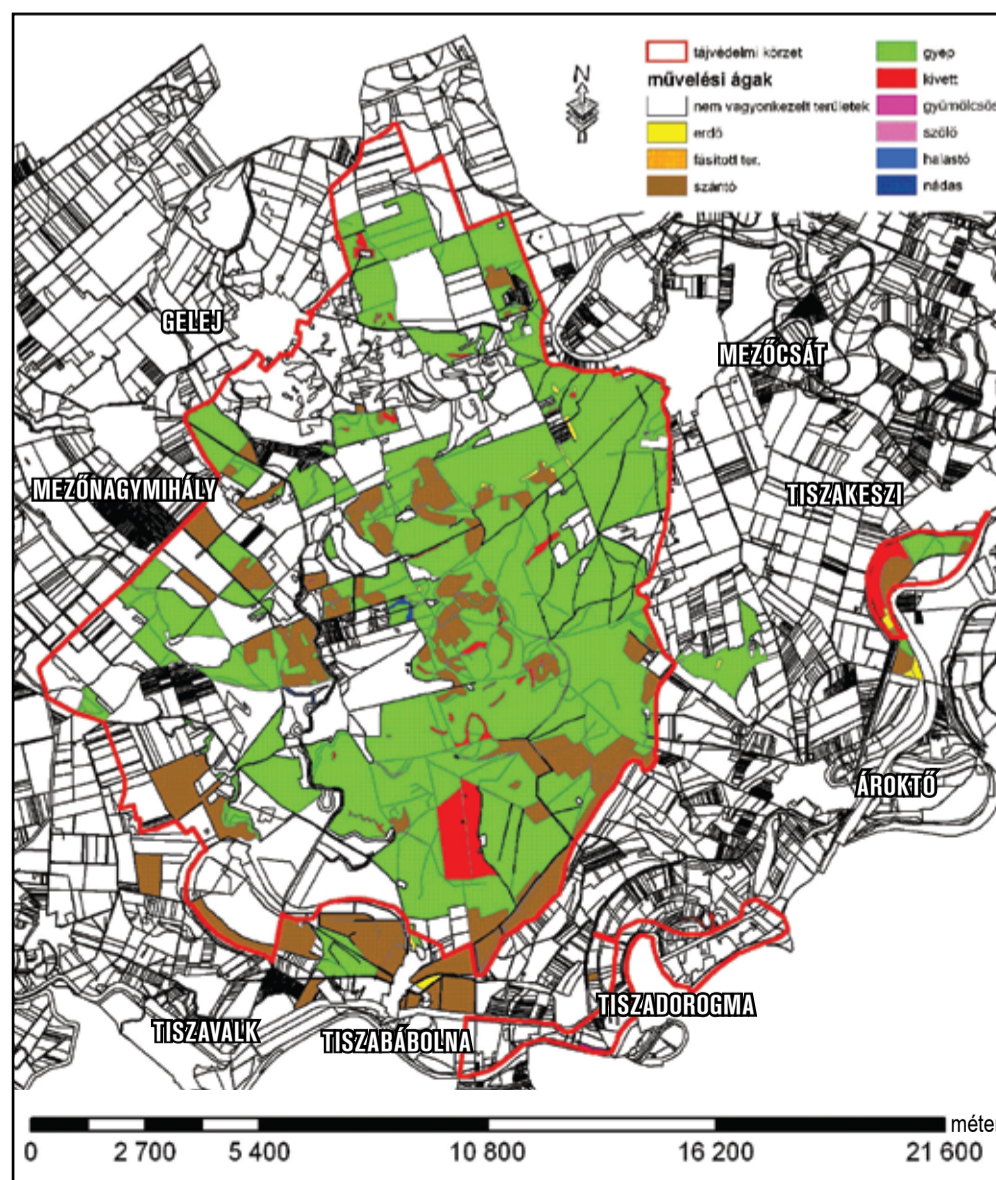 N
tájvédelmi körzet
művelési ágak
nem vagyonkezelt területek
erdő
fásított ter.
szántó
gyep
kivett
gyümölcsös
szőlő
halastó
nádas
GELEJ
MEZŐCSÁT
MEZŐNAGYMIHÁLY
TISZAKESZI
ÁROKTŐ
TISZADOROGMA
TISZAVALK
TISZABÁBOLNA
méter
0 2 700 5 400 10 800 16 200 21 600